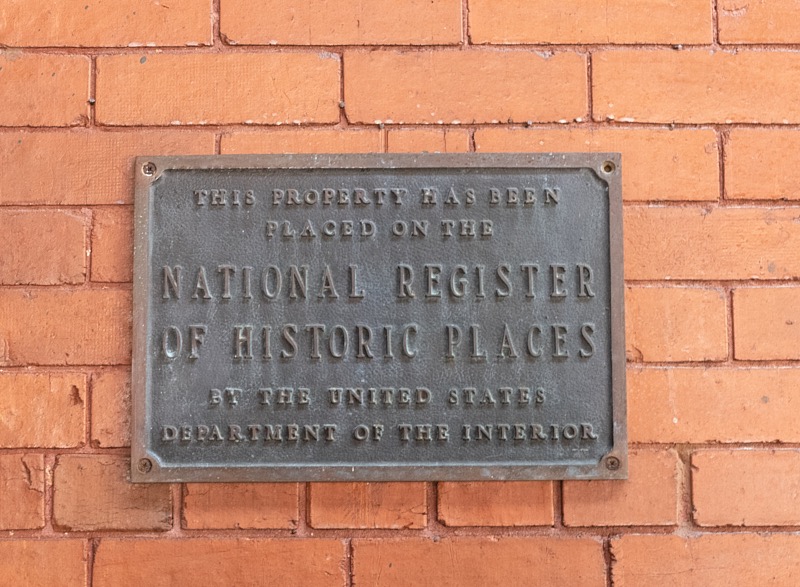 THIS PROPERTY HAS BEEN
PLACED ON THE
NATIONAL REGISTER
OF HISTORIC PLACES
BY THE UNITED STATES
DEPARTMENT OF THE INTERIOR